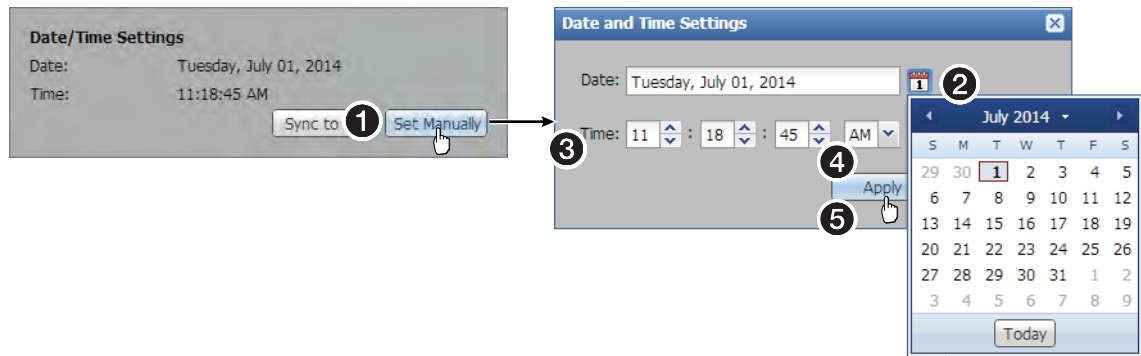 Date/Time Settings
Date: Tuesday, July 01, 2014
Time: 11:18:45 AM
Sync to
1
Set Manually
Date and Time Settings
Date: Tuesday, July 01, 2014
1
2
3
Time: 11 : 18 : 45 AM
4
Apply
5
July 2014
S M T W T F S
29 30 1 2 3 4 5
6 7 8 9 10 11 12
13 14 15 16 17 18 19
20 21 22 23 24 25 26
27 28 29 30 31 1 2
3 4 5 6 7 8 9
Today